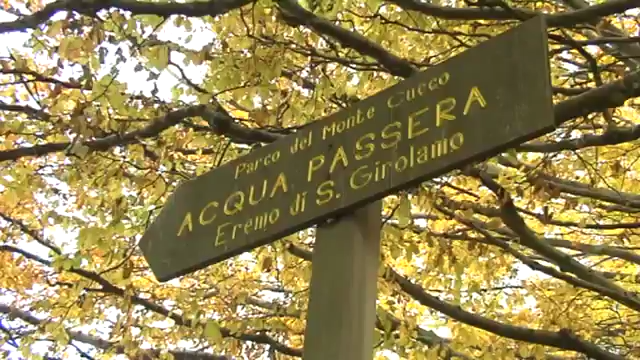 Parco del Monte Cucco
ACQUA PASSERA
Eremo di S. Girolamo